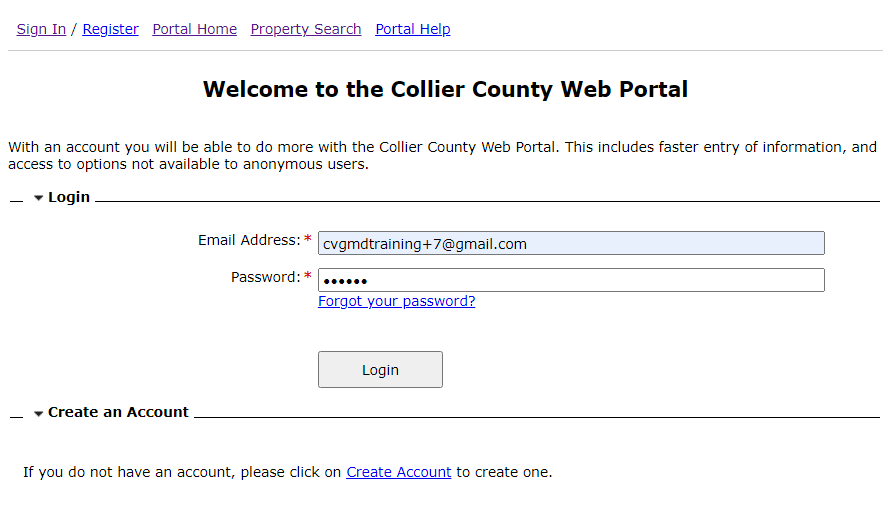 Sign In / Register Portal Home Property Search Portal Help
Welcome to the Collier County Web Portal
With an account you will be able to do more with the Collier County Web Portal. This includes faster entry of information, and
access to options not available to anonymous users.
Login
Email Address:* cvgmdtraining+7@gmail.com
Password:* ••••••
Forgot your password?
Login
Create an Account
If you do not have an account, please click on Create Account to create one.